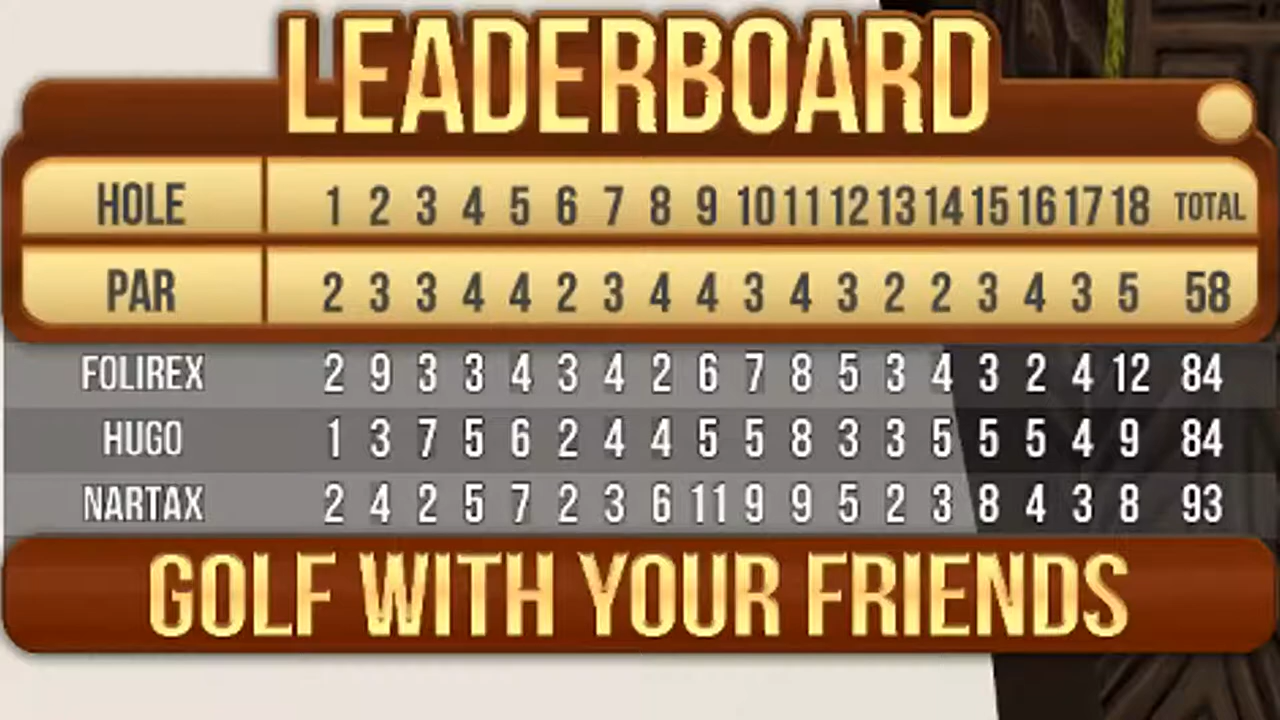 LEADERBOARD
HOLE 1 2 3 4 5 6 7 8 9 10 11 12 13 14 15 16 17 18 TOTAL
PAR 2 3 3 4 4 2 3 4 4 3 4 3 2 2 3 4 3 5 58
FOLIREX 2 9 3 3 4 3 4 2 6 7 8 5 3 4 3 2 4 12 84
HUGO 1 3 7 5 6 2 4 4 5 5 8 3 3 5 5 5 4 9 84
NARTAX 2 4 2 5 7 2 3 6 11 9 9 5 2 3 8 4 3 8 93
GOLF WITH YOUR FRIENDS